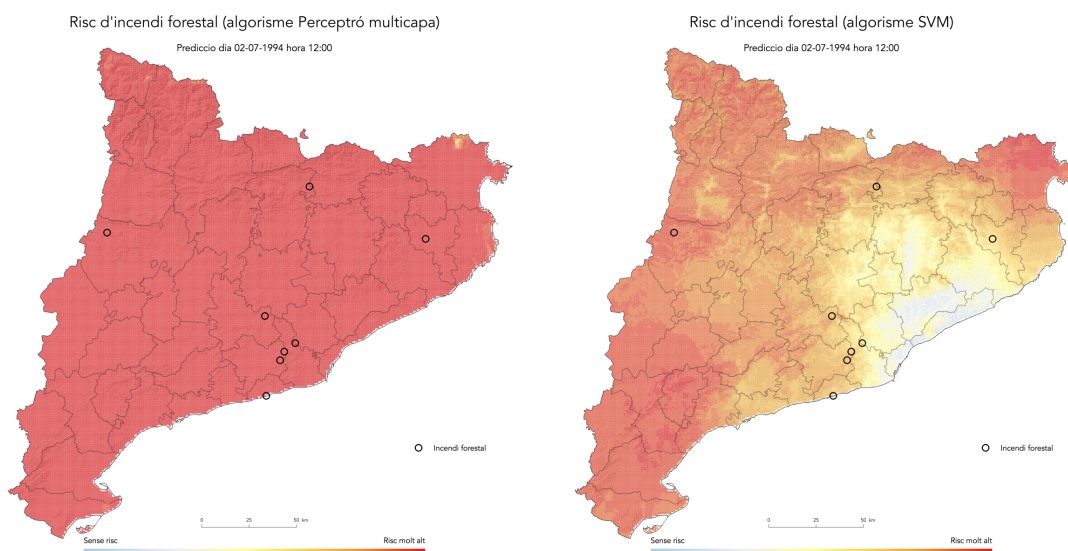 Risc d'incendi forestal (algorisme Perceptró multicapa)
Prediccio dia 02-07-1994 hora 12:00
Incendi forestal
0 25 50 km
Sense risc Risc molt alt
Risc d'incendi forestal (algorisme SVM)
Prediccio dia 02-07-1994 hora 12:00
Incendi forestal
0 25 50 km
Sense risc Risc molt alt